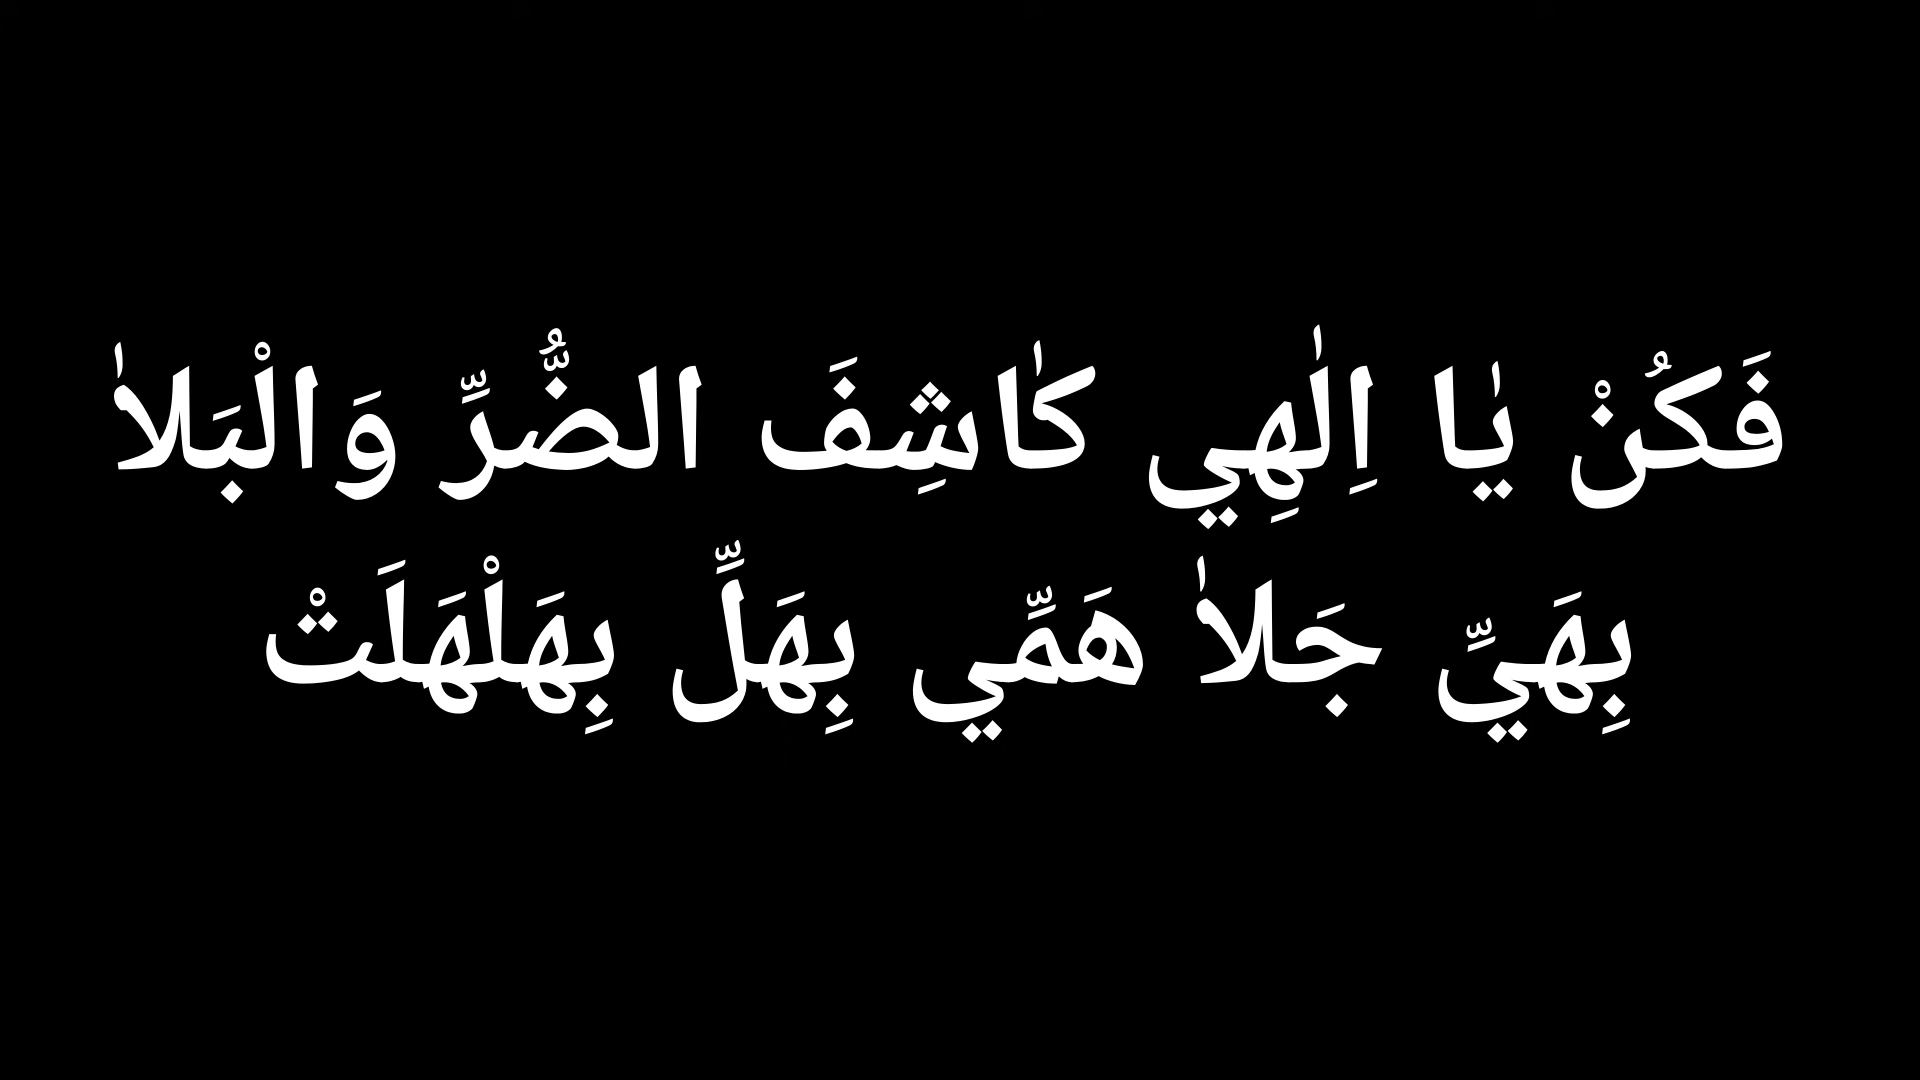 فَكُنْ يٰا اِلٰهِي كٰاشِفَ الضُّرِّ وَالْبَلاٰ
بِهَيِّ جَلاٰ هَمِّي بِهَلِّ بِهَلْهَلَتْ